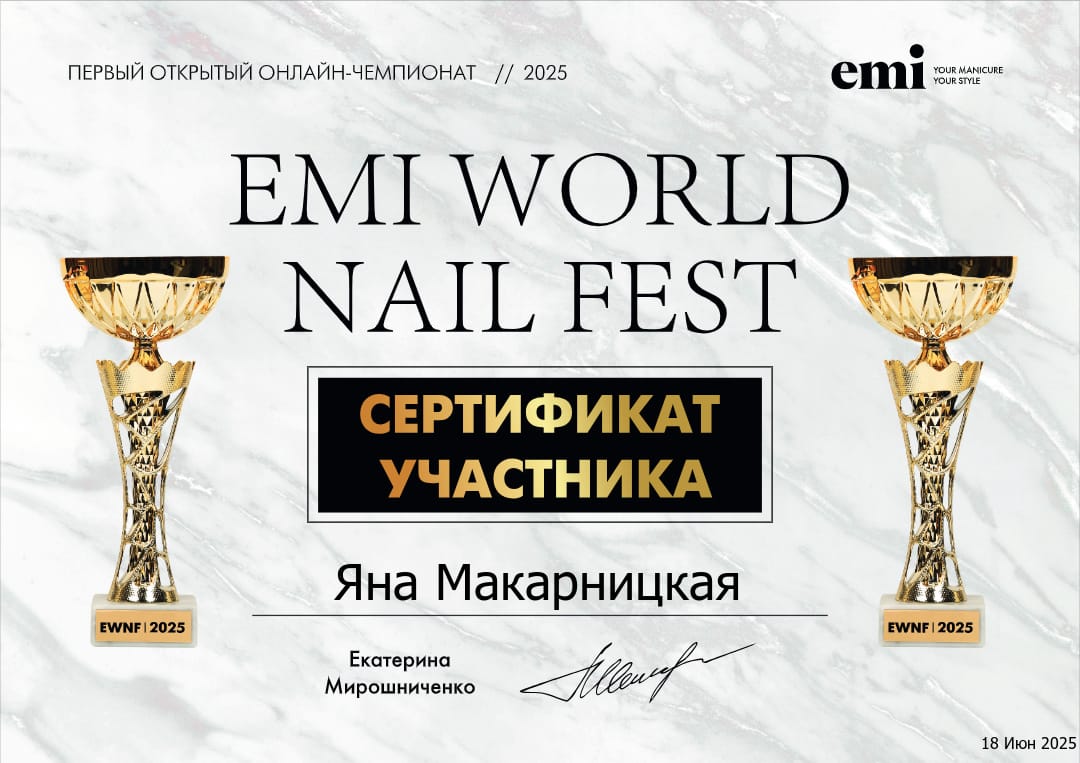 ПЕРВЫЙ ОТКРЫТЫЙ ОНЛАЙН-ЧЕМПИОНАТ // 2025
emi YOUR MANICURE
YOUR STYLE
EMI WORLD
NAIL FEST
СЕРТИФИКАТ
УЧАСТНИКА
Яна Макарницкая
EWNF | 2025
EWNF | 2025
Екатерина
Мирошниченко
18 Июн 2025